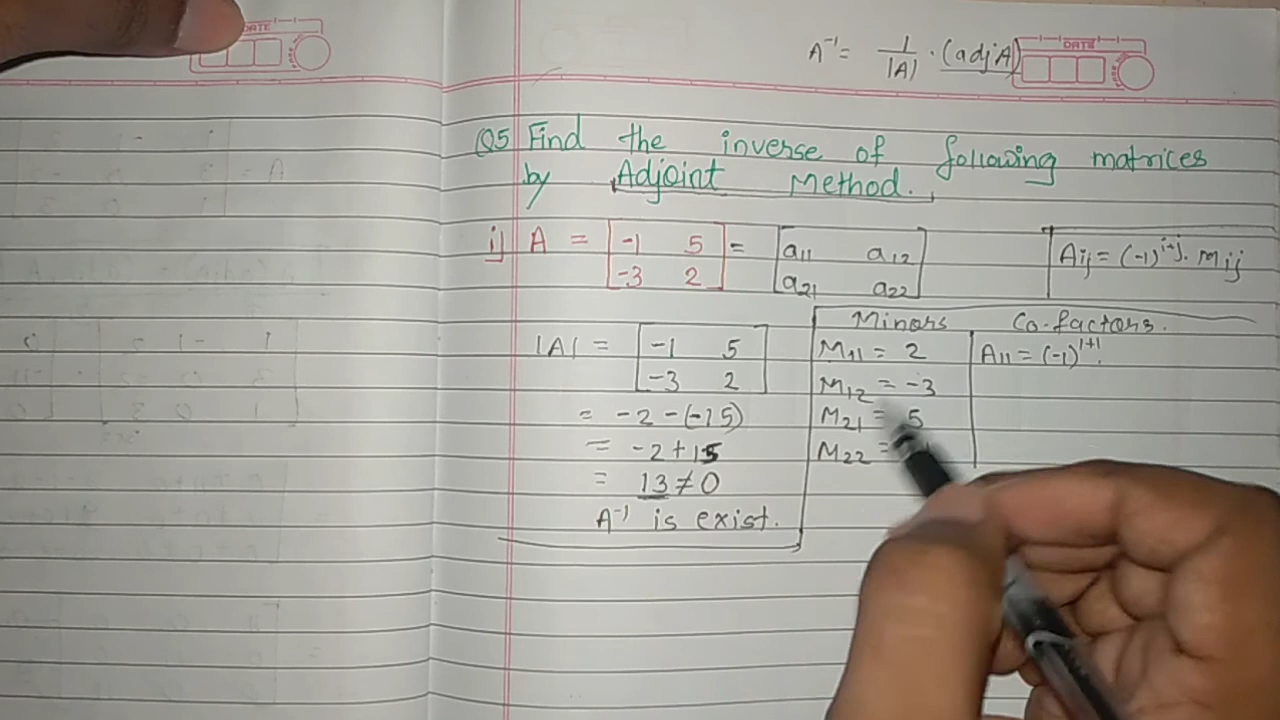 DATE
A⁻¹ = 1/|A| · (adj A)
DATE
Q5 Find the inverse of following matrices
by Adjoint Method.
i) A = [-1 5 = [a11 a12 Aij = (-1)^i+j. Mij
-3 2] a21 a22]
Minors Co-factors.
|A| = -1 5 M11 = 2 A11 = (-1)^1+1.
-3 2 M12 = -3
= -2-(-15) M21 = 5
= -2+15 M22 =
= 13≠0
A⁻¹ is exist.